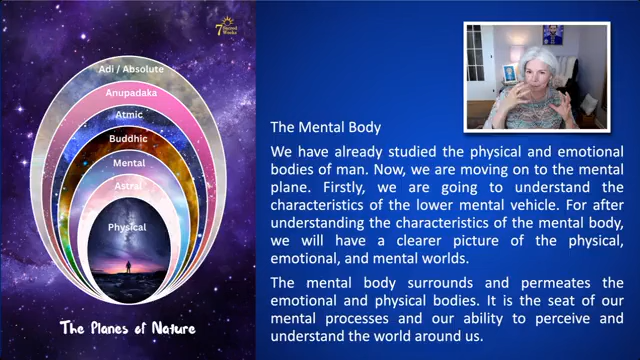 7 Sacred
Weeks
Adi / Absolute
Anupadaka
Atmic
Buddhic
Mental
Astral
Physical
The Planes of Nature
The Mental Body
We have already studied the physical and emotional
bodies of man. Now, we are moving on to the mental
plane. Firstly, we are going to understand the
characteristics of the lower mental vehicle. For after
understanding the characteristics of the mental body,
we will have a clearer picture of the physical,
emotional, and mental worlds.
The mental body surrounds and permeates the
emotional and physical bodies. It is the seat of our
mental processes and our ability to perceive and
understand the world around us.